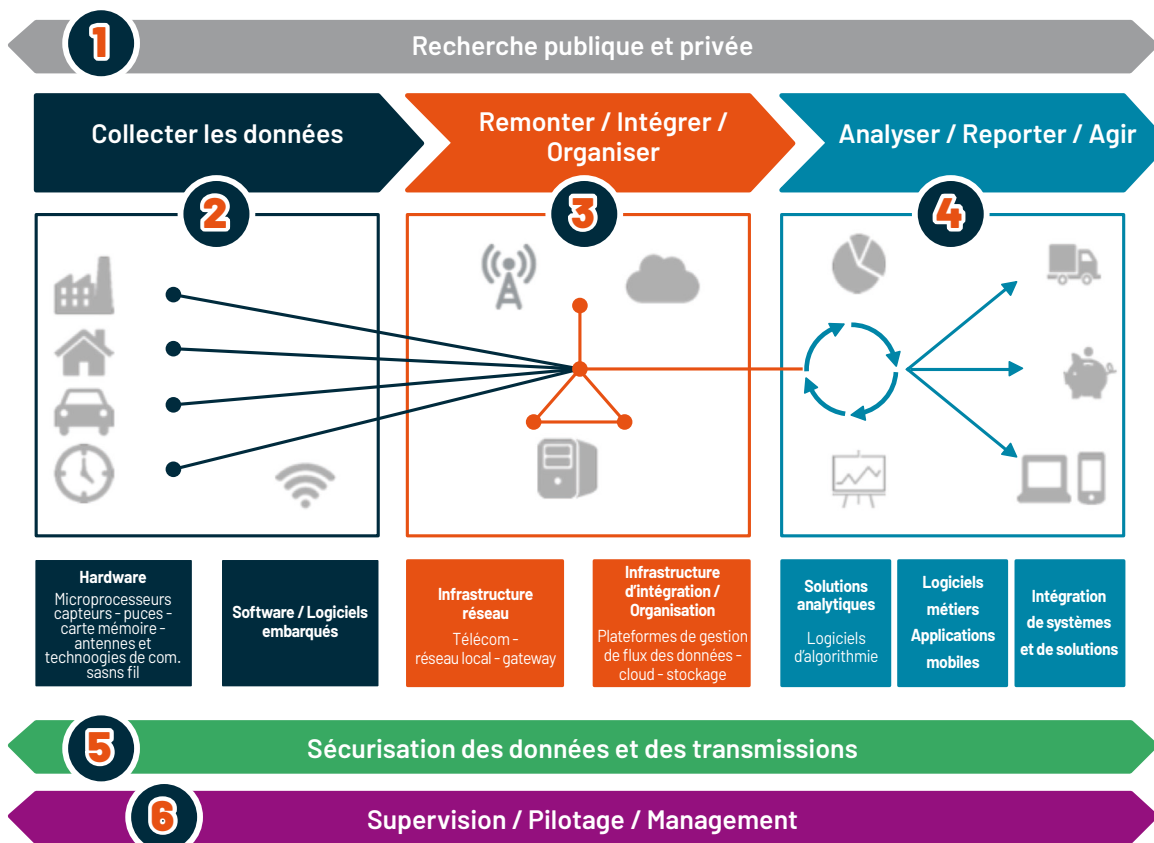 1
Recherche publique et privée
Collecter les données
Remonter / Intégrer /
Organiser
Analyser / Reporter / Agir
2
3
4
Hardware
Microprocesseurs
capteurs - puces -
carte mémoire -
antennes et
technoogies de com.
sasns fil
Software / Logiciels
embarqués
Infrastructure
réseau
Télécom -
réseau local - gateway
Infrastructure
d'intégration /
Organisation
Plateformes de gestion
de flux des données -
cloud - stockage
Solutions
analytiques
Logiciels
d'algorithmie
Logiciels
métiers
Applications
mobiles
Intégration
de systèmes
et de solutions
5
Sécurisation des données et des transmissions
6
Supervision / Pilotage / Management